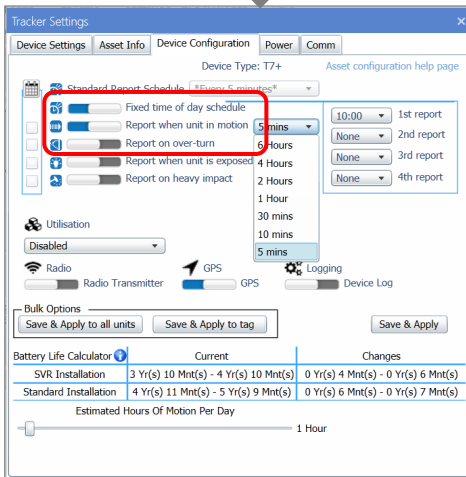 Tracker Settings
Device Settings Asset Info Device Configuration Power Comm
Device Type: T7+ Asset configuration help page
Standard Report Schedule *Every 5 minutes*
Fixed time of day schedule
Report when unit in motion 5 mins
Report on over-turn
Report when unit is exposed
Report on heavy impact
6 Hours
4 Hours
2 Hours
1 Hour
30 mins
10 mins
5 mins
10:00 1st report
None 2nd report
None 3rd report
None 4th report
Utilisation
Disabled
Radio GPS Logging
Radio Transmitter GPS Device Log
Bulk Options
Save & Apply to all units Save & Apply to tag Save & Apply
Battery Life Calculator Current Changes
SVR Installation 3 Yr(s) 10 Mnt(s) - 4 Yr(s) 10 Mnt(s) 0 Yr(s) 4 Mnt(s) - 0 Yr(s) 6 Mnt(s)
Standard Installation 4 Yr(s) 11 Mnt(s) - 5 Yr(s) 9 Mnt(s) 0 Yr(s) 6 Mnt(s) - 0 Yr(s) 7 Mnt(s)
Estimated Hours Of Motion Per Day
1 Hour